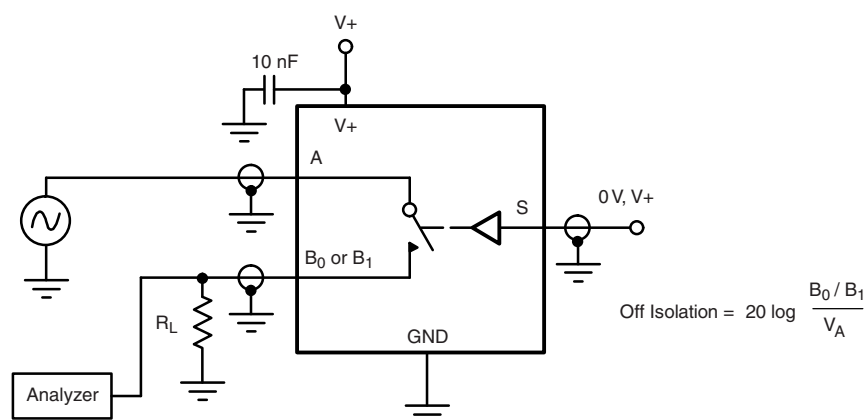 V+
10 nF
V+
A
S
0 V, V+
B0 or B1
RL
GND
Analyzer
Off Isolation = 20 log B0 / B1
VA